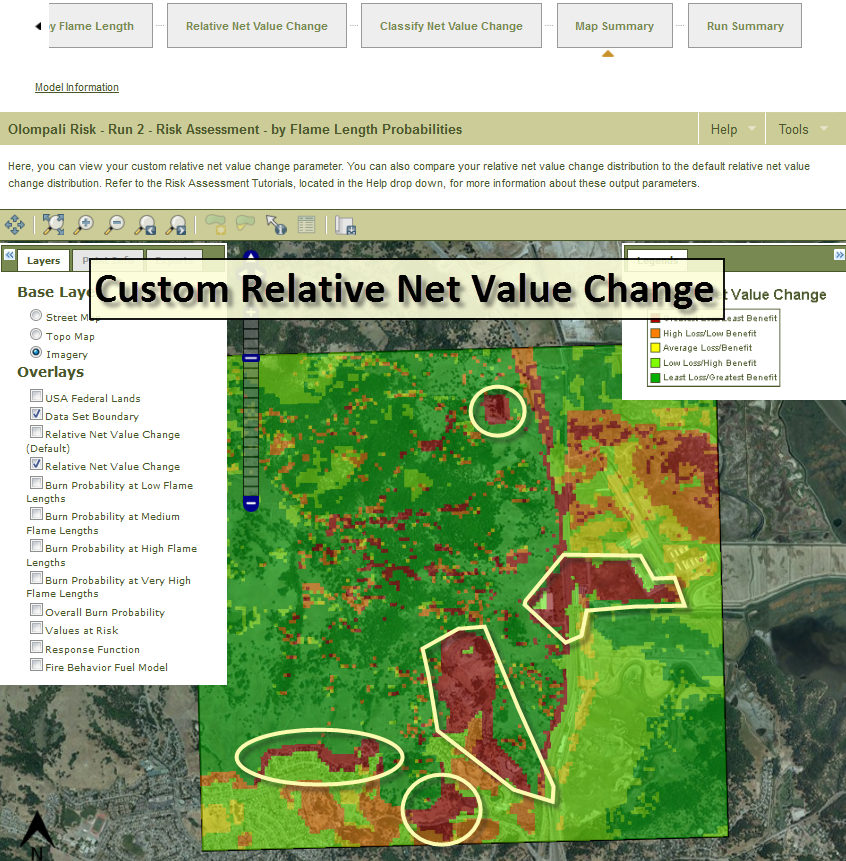 y Flame Length
Relative Net Value Change
Classify Net Value Change
Map Summary
Run Summary
Model Information
Olompali Risk - Run 2 - Risk Assessment - by Flame Length Probabilities
Help
Tools
Here, you can view your custom relative net value change parameter. You can also compare your relative net value change distribution to the default relative net value
change distribution. Refer to the Risk Assessment Tutorials, located in the Help drop down, for more information about these output parameters.
Layers
Custom Relative Net Value Change
Base Lay
Street M
Topo Map
Imagery
Overlays
USA Federal Lands
Data Set Boundary
Relative Net Value Change
(Default)
Relative Net Value Change
Burn Probability at Low Flame
Lengths
Burn Probability at Medium
Flame Lengths
Burn Probability at High Flame
Lengths
Burn Probability at Very High
Flame Lengths
Overall Burn Probability
Values at Risk
Response Function
Fire Behavior Fuel Model
t Value Change
Least Benefit
High Loss/Low Benefit
Average Loss/Benefit
Low Loss/High Benefit
Least Loss/Greatest Benefit
N